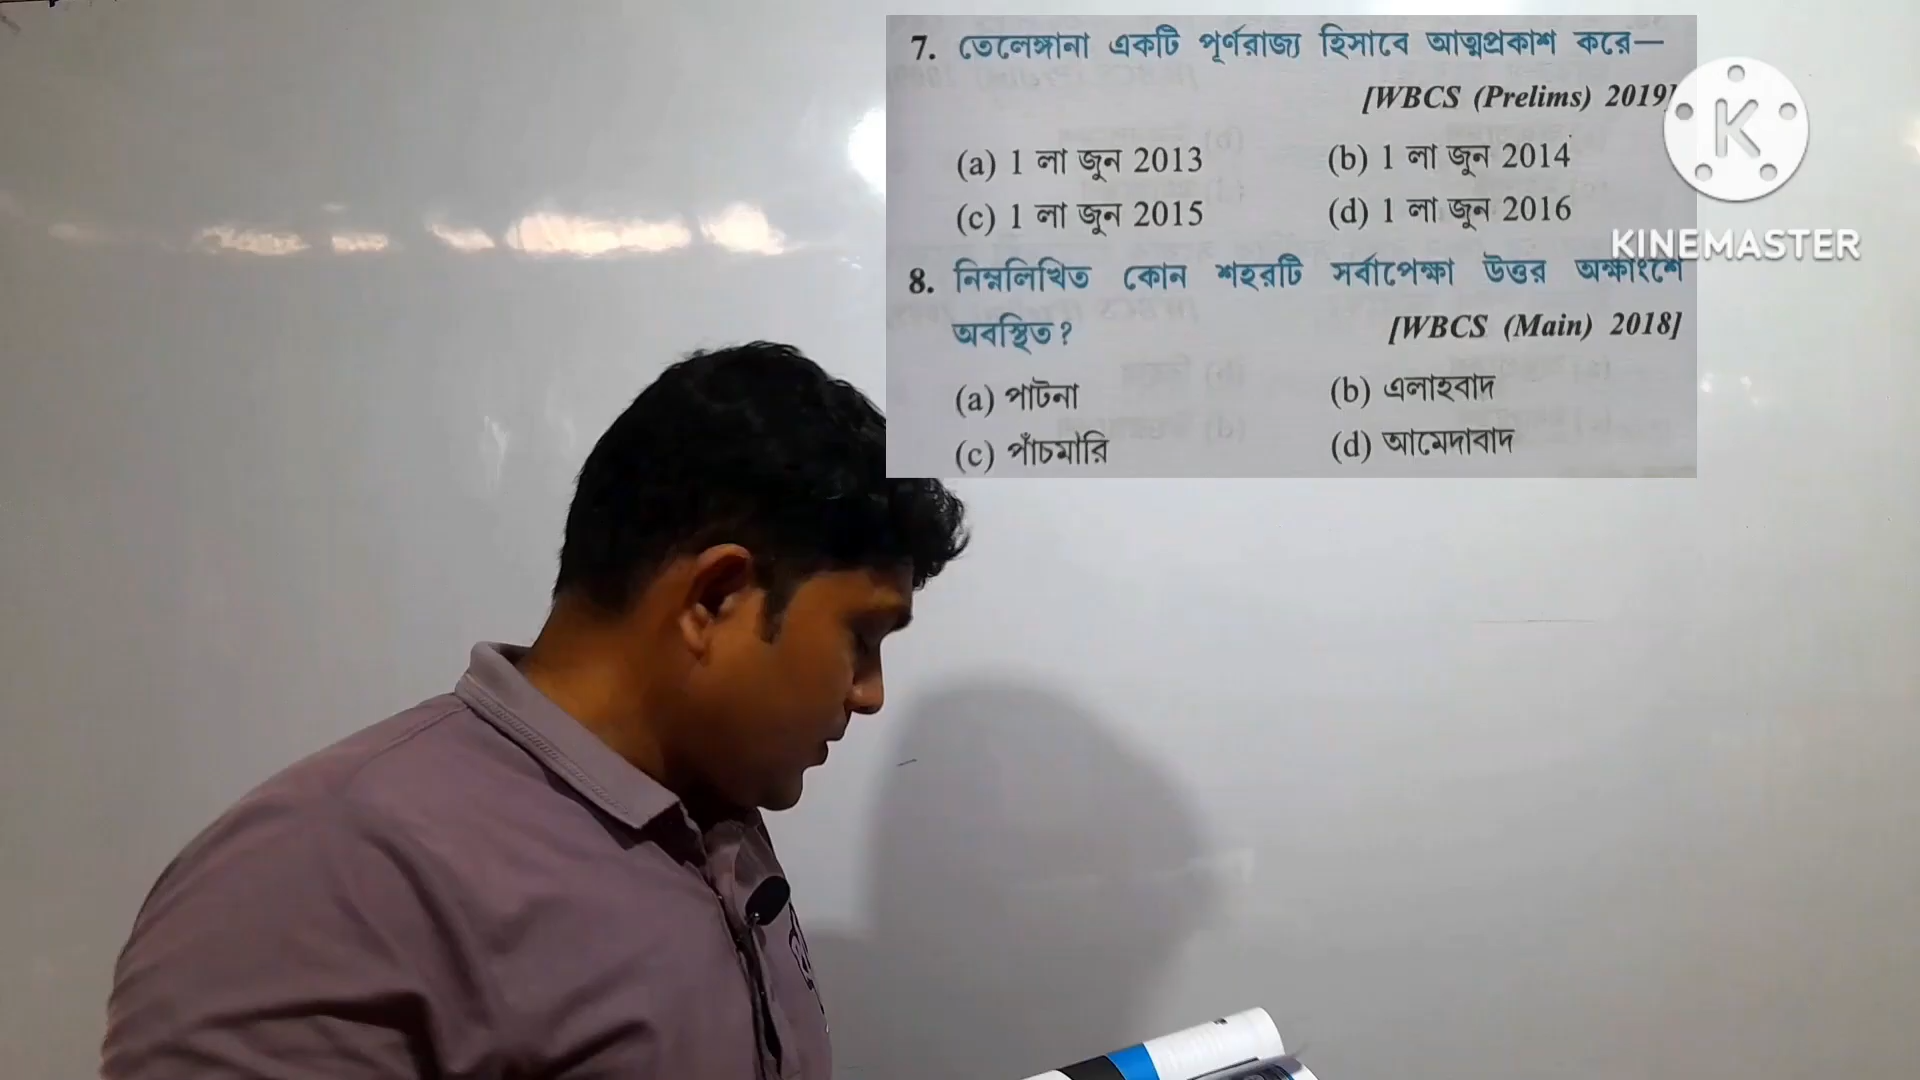 7. তেলেঙ্গানা একটি পূর্ণরাজ্য হিসাবে আত্মপ্রকাশ করে—
[WBCS (Prelims) 2019]
(a) 1 লা জুন 2013 (b) 1 লা জুন 2014
(c) 1 লা জুন 2015 (d) 1 লা জুন 2016
K
KINEMASTER
8. নিম্নলিখিত কোন শহরটি সর্বাপেক্ষা উত্তর অক্ষাংশে
অবস্থিত? [WBCS (Main) 2018]
(a) পাটনা (b) এলাহবাদ
(c) পাঁচমারি (d) আমেদাবাদ